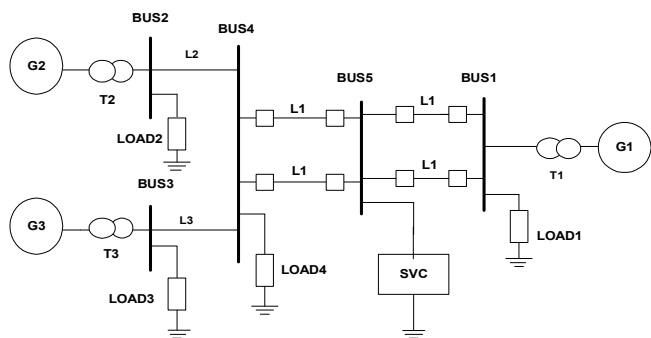 BUS2
BUS4
G2
L2
T2
BUS5
BUS1
L1
L1
LOAD2
L1
L1
G1
T1
BUS3
G3
L3
T3
LOAD1
LOAD4
SVC
LOAD3